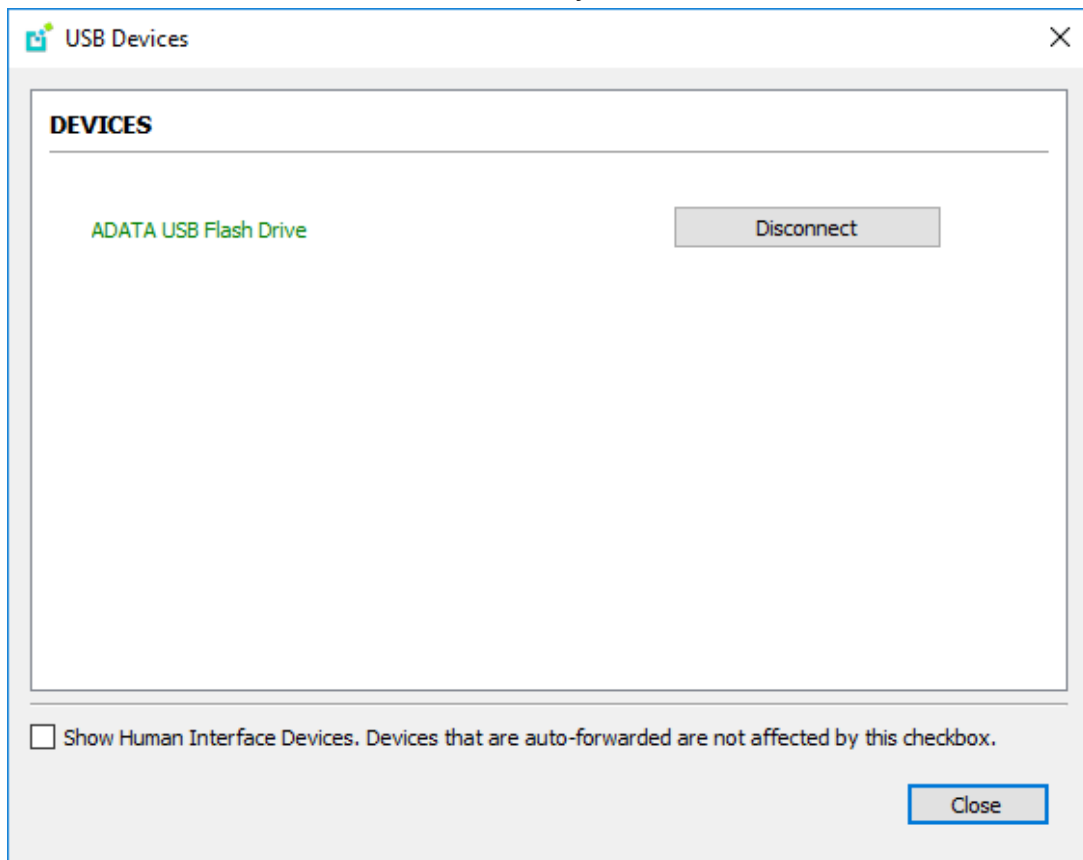 USB Devices
DEVICES
ADATA USB Flash Drive
Disconnect
Show Human Interface Devices. Devices that are auto-forwarded are not affected by this checkbox.
Close